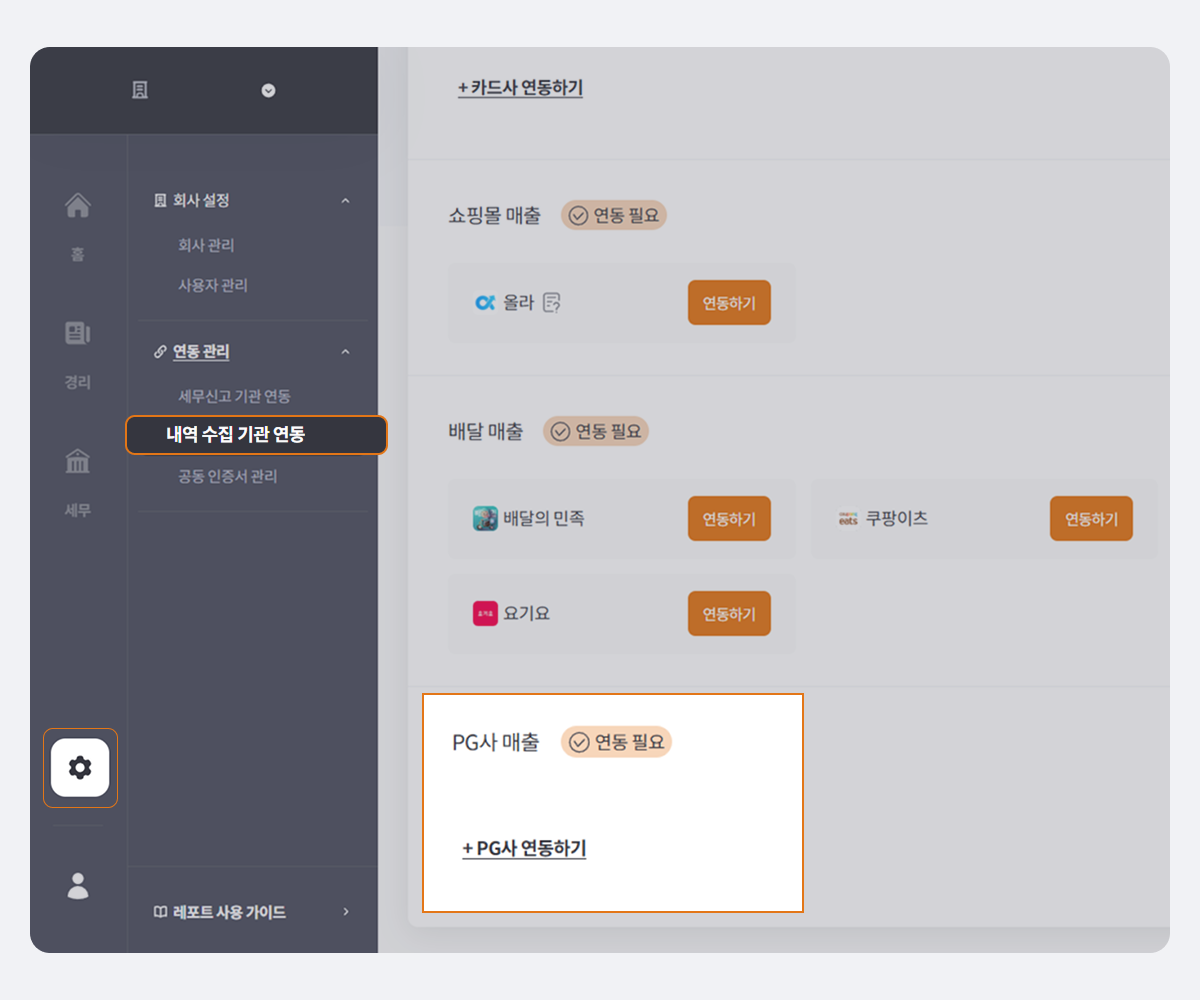 홈
경리
세무
회사 설정
회사 관리
사용자 관리
연동 관리
세무신고 기관 연동
내역 수집 기관 연동
공동 인증서 관리
레포트 사용 가이드
+ 카드사 연동하기
쇼핑몰 매출 연동 필요
올라 연동하기
배달 매출 연동 필요
배달의 민족 연동하기
eats 쿠팡이츠 연동하기
요기요 요기요 연동하기
PG사 매출 연동 필요
+ PG사 연동하기